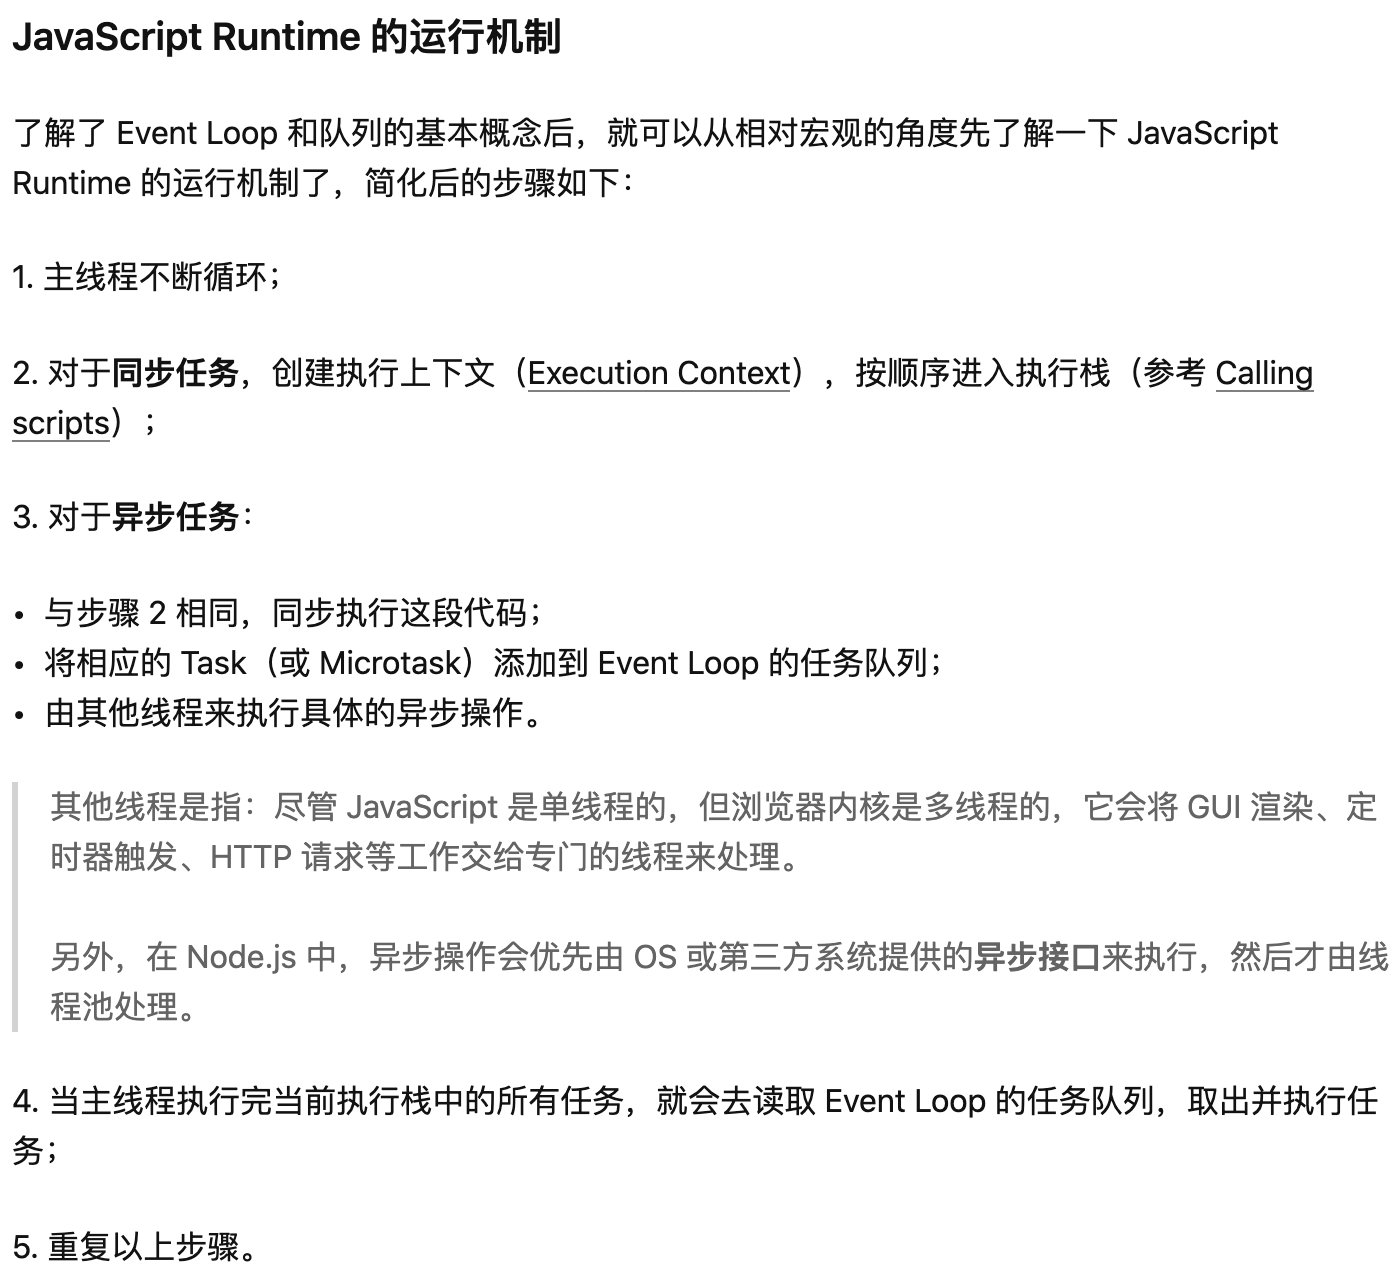 JavaScript Runtime 的运行机制
了解了 Event Loop 和队列的基本概念后，就可以从相对宏观的角度先了解一下 JavaScript
Runtime 的运行机制了，简化后的步骤如下：
1. 主线程不断循环；
2. 对于同步任务，创建执行上下文（Execution Context），按顺序进入执行栈（参考 Calling
scripts）；
3. 对于异步任务：
• 与步骤 2 相同，同步执行这段代码；
• 将相应的 Task（或 Microtask）添加到 Event Loop 的任务队列；
• 由其他线程来执行具体的异步操作。
其他线程是指：尽管 JavaScript 是单线程的，但浏览器内核是多线程的，它会将 GUI 渲染、定
时器触发、HTTP 请求等工作交给专门的线程来处理。
另外，在 Node.js 中，异步操作会优先由 OS 或第三方系统提供的异步接口来执行，然后才由线
程池处理。
4. 当主线程执行完当前执行栈中的所有任务，就会去读取 Event Loop 的任务队列，取出并执行任
务；
5. 重复以上步骤。